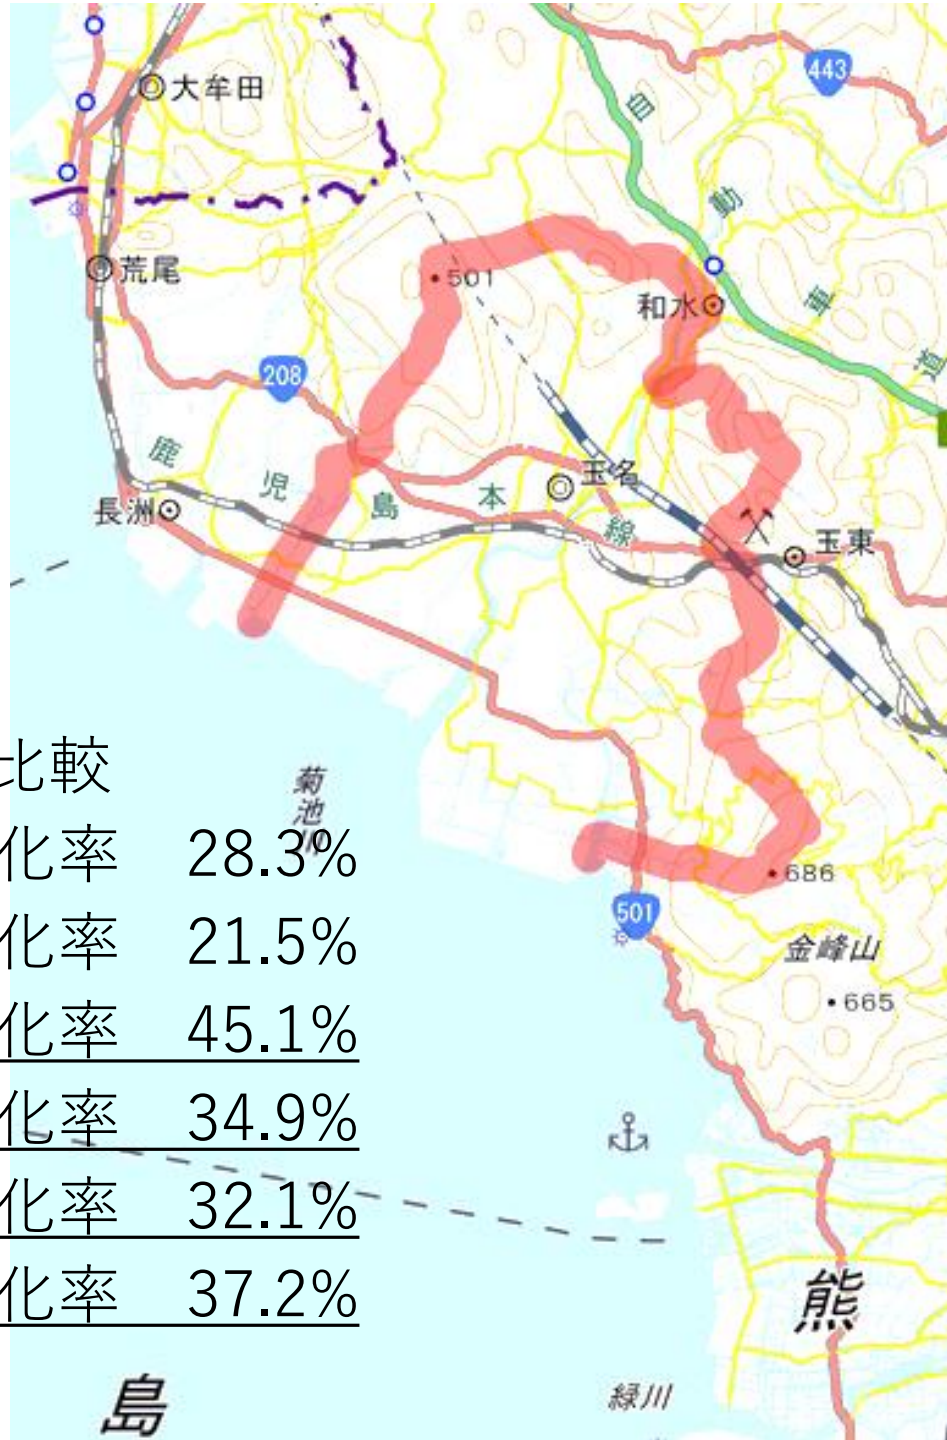 443
大牟田
自
動
車
道
荒尾
501
和水
208
鹿
児
島
本
線
玉名
長洲
玉東
比較
菊池川
化率 28.3%
686
化率 21.5%
501
金峰山
665
化率 45.1%
化率 34.9%
化率 32.1%
化率 37.2%
熊
島
緑川